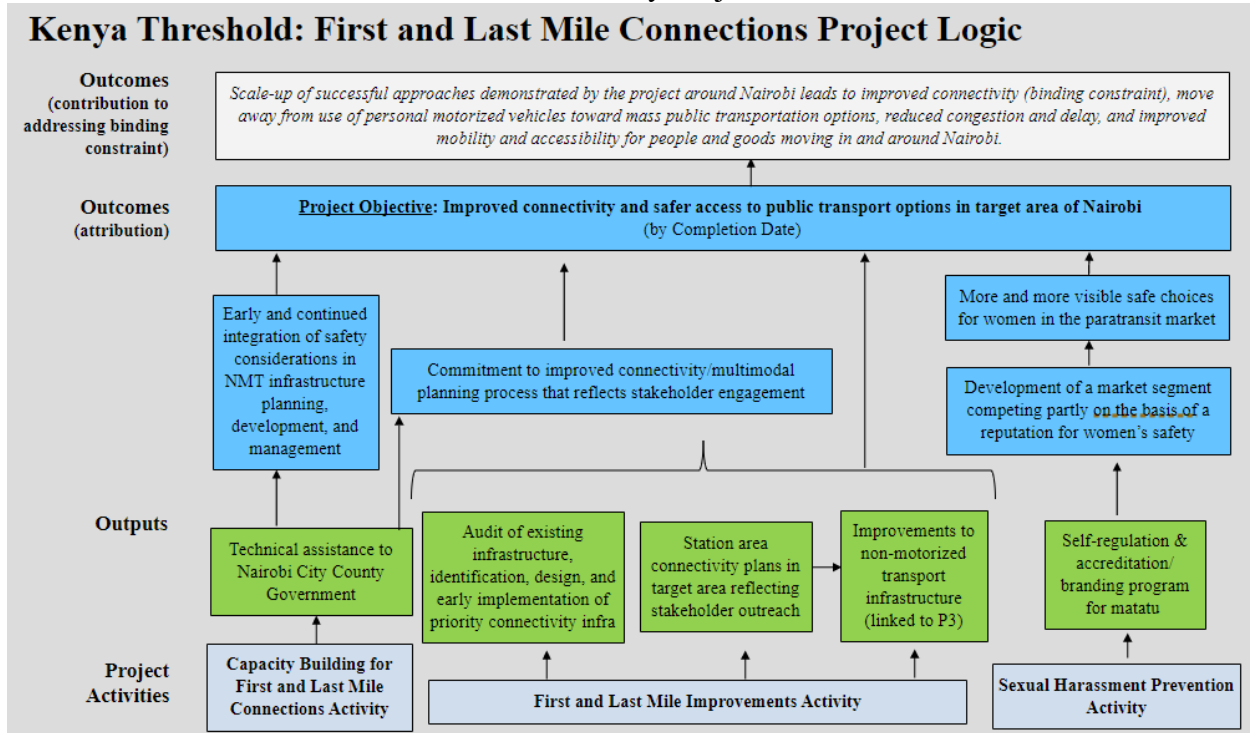 Kenya Threshold: First and Last Mile Connections Project Logic
Outcomes
(contribution to
addressing binding
constraint)
Scale-up of successful approaches demonstrated by the project around Nairobi leads to improved connectivity (binding constraint), move
away from use of personal motorized vehicles toward mass public transportation options, reduced congestion and delay, and improved
mobility and accessibility for people and goods moving in and around Nairobi.
Outcomes
(attribution)
Project Objective: Improved connectivity and safer access to public transport options in target area of Nairobi
(by Completion Date)
Early and continued
integration of safety
considerations in
NMT infrastructure
planning,
development, and
management
Commitment to improved connectivity/multimodal
planning process that reflects stakeholder engagement
More and more visible safe choices
for women in the paratransit market
Development of a market segment
competing partly on the basis of a
reputation for women's safety
Outputs
Technical assistance to
Nairobi City County
Government
Audit of existing
infrastructure,
identification, design, and
early implementation of
priority connectivity infra
Station area
connectivity plans in
target area reflecting
stakeholder outreach
Improvements to
non-motorized
transport
infrastructure
(linked to P3)
Self-regulation &
accreditation/
branding program
for matatu
Project
Activities
Capacity Building for
First and Last Mile
Connections Activity
First and Last Mile Improvements Activity
Sexual Harassment Prevention
Activity